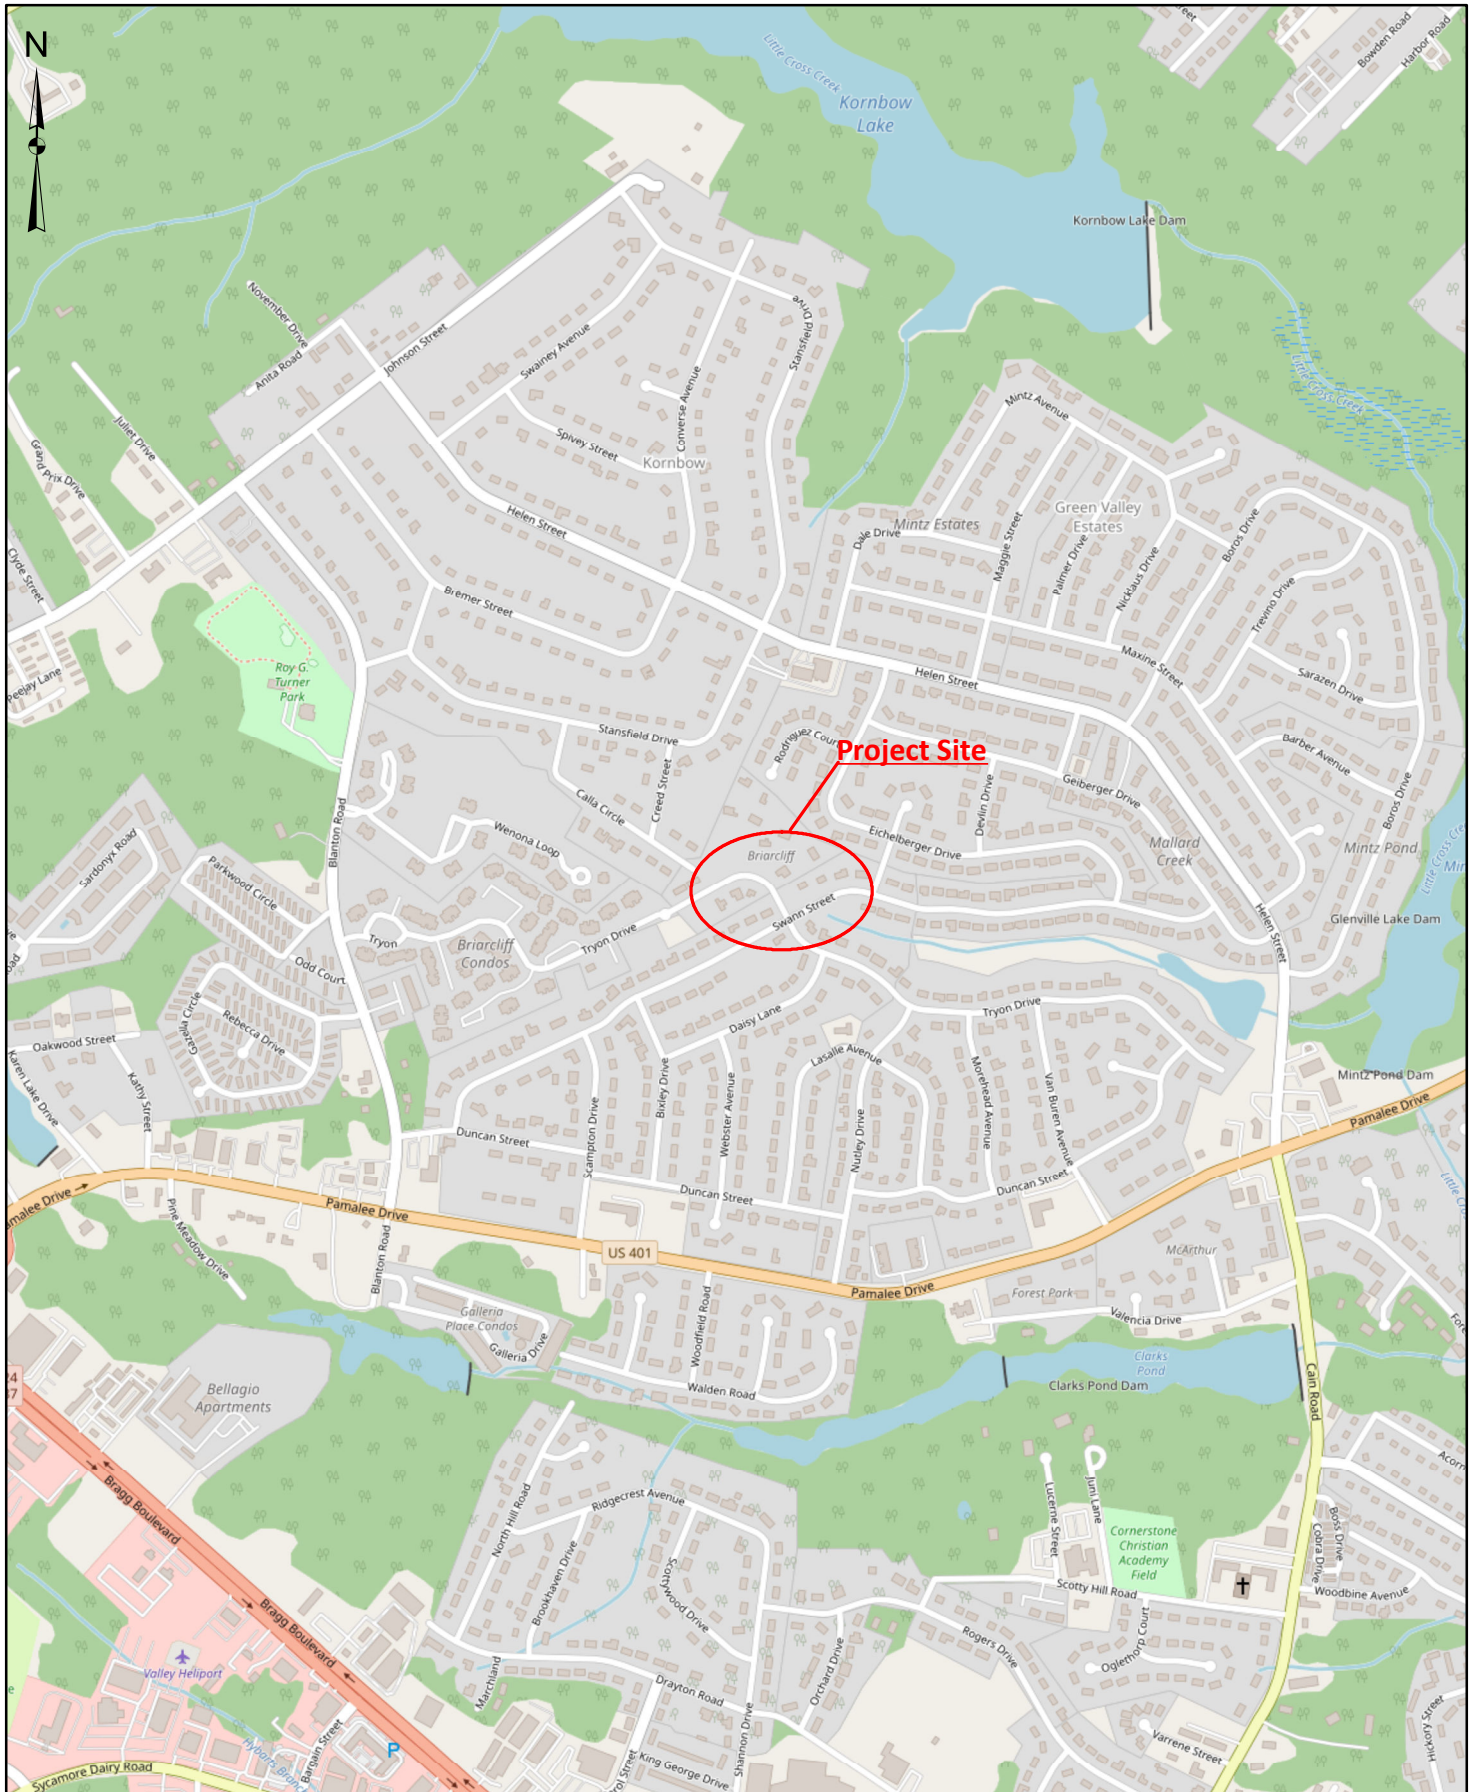 N
Bowden Road
Harbor Road
Little Cross Creek
Kornbow
Lake
Kornbow Lake Dam
November Drive
Anita Road
Johnson Street
Swainey Avenue
Stansfield Drive
Stansfield Drive
Converse Avenue
Little Cross Creek
Juliet Drive
Grand Prix Drive
Spivey Street
Kornbow
Mintz Avenue
Green Valley
Estates
Mintz Estates
Dale Drive
Maggie Street
Palmer Drive
Nicklaus Drive
Boros Drive
Trevino Drive
Helen Street
Clyde Street
Bremer Street
Roy G.
Turner
Park
Peejay Lane
Maxine Street
Helen Street
Sarazen Drive
Stansfield Drive
Rodriguez Court
Project Site
Barber Avenue
Geiberger Drive
Devlin Drive
Boros Drive
Creed Street
Calla Circle
Wenona Loop
Blanton Road
Sardonyx Road
Parkwood Circle
Briarcliff
Eichelberger Drive
Mallard
Creek
Mintz Pond
Swann Street
Helen Street
Glenville Lake Dam
Tryon
Briarcliff
Condos
Tryon Drive
Odd Court
Gazella Circle
Rebecca Drive
Oakwood Street
Karen Lake Drive
Kathy Street
Daisy Lane
Tryon Drive
Lasalle Avenue
Bixley Drive
Webster Avenue
Scampton Drive
Nutley Drive
Morehead Avenue
Van Buren Avenue
Mintz Pond Dam
Pamalee Drive
Duncan Street
Duncan Street
Duncan Street
Pamalee Drive
Pine Meadow Drive
Blanton Road
US 401
Pamalee Drive
McArthur
Forest Park
Valencia Drive
Galleria
Place Condos
Galleria Drive
Woodfield Road
Walden Road
Clarks
Pond
Clarks Pond Dam
Cain Road
Bellagio
Apartments
Bragg Boulevard
North Hill Road
Ridgecrest Avenue
Brookhaven Drive
Scottywood Drive
Lucerne Street
Juni Lane
Cornerstone
Christian
Academy
Field
Boss Drive
Cobra Drive
Woodbine Avenue
Scotty Hill Road
Bragg Boulevard
Valley Heliport
Marchland
Drayton Road
Orchard Drive
Rogers Drive
Oglethorp Court
Varrene Street
Hickory Street
Shannon Drive
King George Drive
Bargain Street
P
Sycamore Dairy Road